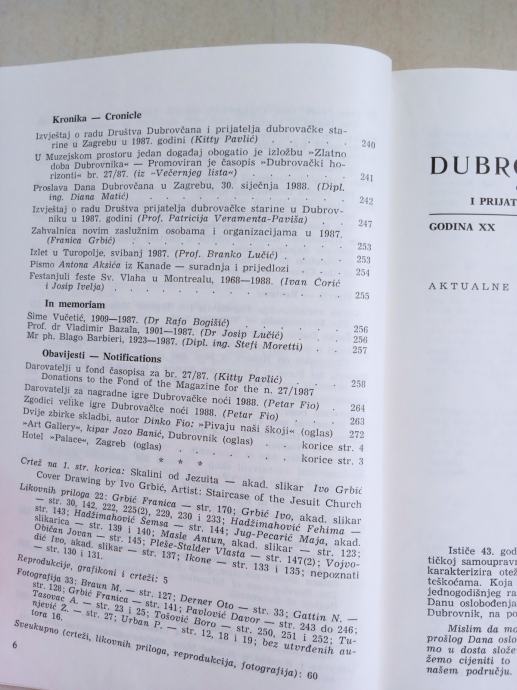 Kronika — Cronicle
Izvještaj o radu Društva Dubrovčana i prijatelja dubrovačke sta-
rine u Zagrebu u 1987. godini (Kitty Pavlić) . . . . . 240
U Muzejskom prostoru jedan događaj obogatio je izložbu »Zlatno
doba Dubrovnika« — Promoviran je časopis »Dubrovački ho-
rizonti« br. 27/87. (iz »Večernjeg lista«) . . . . . 241
Proslava Dana Dubrovčana u Zagrebu, 30. siječnja 1988. (Dipl.
ing. Diana Matić) . . . . . 242
Izvještaj o radu Društva prijatelja dubrovačke starine u Dubrov-
niku u 1987. godini (Prof. Patricija Veramenta-Paviša) . . 247
Zahvalnica novim zaslužnim osobama i organizacijama u 1987.
(Franica Grbić) . . . . . 253
Izlet u Turopolje, svibanj 1987. (Prof. Branko Lučić) . . . 253
Pismo Antona Aksića iz Kanade — suradnja i prijedlozi . . 254
Festanjuli feste Sv. Vlaha u Montrealu, 1968—1988. (Ivan Čorić
i Josip Ivelja) . . . . . 255
In memoriam
Šime Vučetić, 1909—1987. (Dr Rafo Bogišić) . . . . 256
Prof. dr Vladimir Bazala, 1901—1987. (Dr Josip Lučić) . . 256
Mr ph. Blago Barbieri, 1923—1987. (Dipl. ing. Stefi Moretti) . . 257
Obavijesti — Notifications
Darovatelji u fond časopisa za br. 27/87. (Kitty Pavlić) . . 258
Donations to the Fond of the Magazine for the n. 27/1987
Darovatelji za nagradne igre Dubrovačke noći 1988. (Petar Fio) . 264
Zgodici velike igre Dubrovačke noći 1988. (Petar Fio) . . 263
Dvije zbirke skladbi, autor Dinko Fio: »Pivaju naši škoji« (oglas) 272
»Art Gallery«, kipar Jozo Banić, Dubrovnik (oglas) . . korice str. 4
Hotel »Palace«, Zagreb (oglas) . . . . . korice str. 3
* * *
Crtež na 1. str. korica: Skalini od Jezuita — akad. slikar Ivo Grbić
Cover Drawing by Ivo Grbić, Artist: Staircase of the Jesuit Church
Likovnih priloga 22: Grbić Franica — str. 170; Grbić Ivo, akad. slikar
— str. 30, 142, 222, 225(2), 229, 230 i 233; Hadžimahović Fehima —
str. 143; Hadžimahović Semsa — str. 144; Jug-Pecarić Maja, akad.
slikarica — str. 139 i 140; Masle Antun, akad. slikar — str. 123;
Običan Jovan — str. 145; Pleše-Stalder Vlasta — str. 147(2); Vojvo-
dić Ivo, akad. slikar — str. 137; Ikone — str. 133 i 135; nepoznati
— str. 130 i 131.
Reprodukcije, grafikoni i crteži: 5
Fotografija 33; Braun M. — str. 127; Derner Oto — str. 33; Gattin N. —
str. 128; Grbić Franica — str. 141; Pavlović Davor — str. 243 do 246;
Tasovac A. — str. 23 i 25; Tošović Boro — str. 250, 251 i 252; Tu-
njević Z. — str. 27; Urban P. — str. 12, 18 i 19; bez utvrđenih au-
tora 16.
Sveukupno (crteži, likovnih priloga, reprodukcija, fotografija): 60
6
DUBRO
I PRIJAT
GODINA XX
AKTUALNE
Ističe 43. god
tičkoj samouprav
karakterizira otež
teškoćama. Koja
jednogodišnjeg ra
Danu oslobođenja
Dubrovnik, na po
Mislim da mo
prošlog Dana oslo
mo u dosta slože
žemo cijeniti to
našem području.